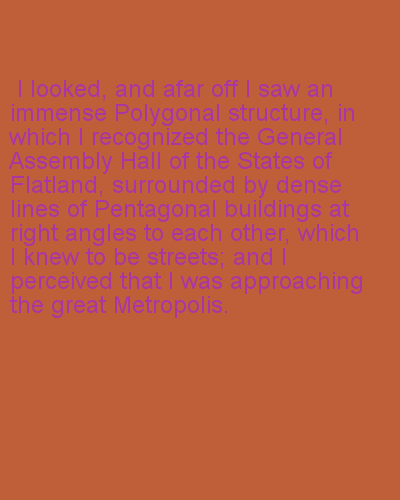 I looked, and afar off I saw an
immense Polygonal structure, in
which I recognized the General
Assembly Hall of the States of
Flatland, surrounded by dense
lines of Pentagonal buildings at
right angles to each other, which
I knew to be streets; and I
perceived that I was approaching
the great Metropolis.